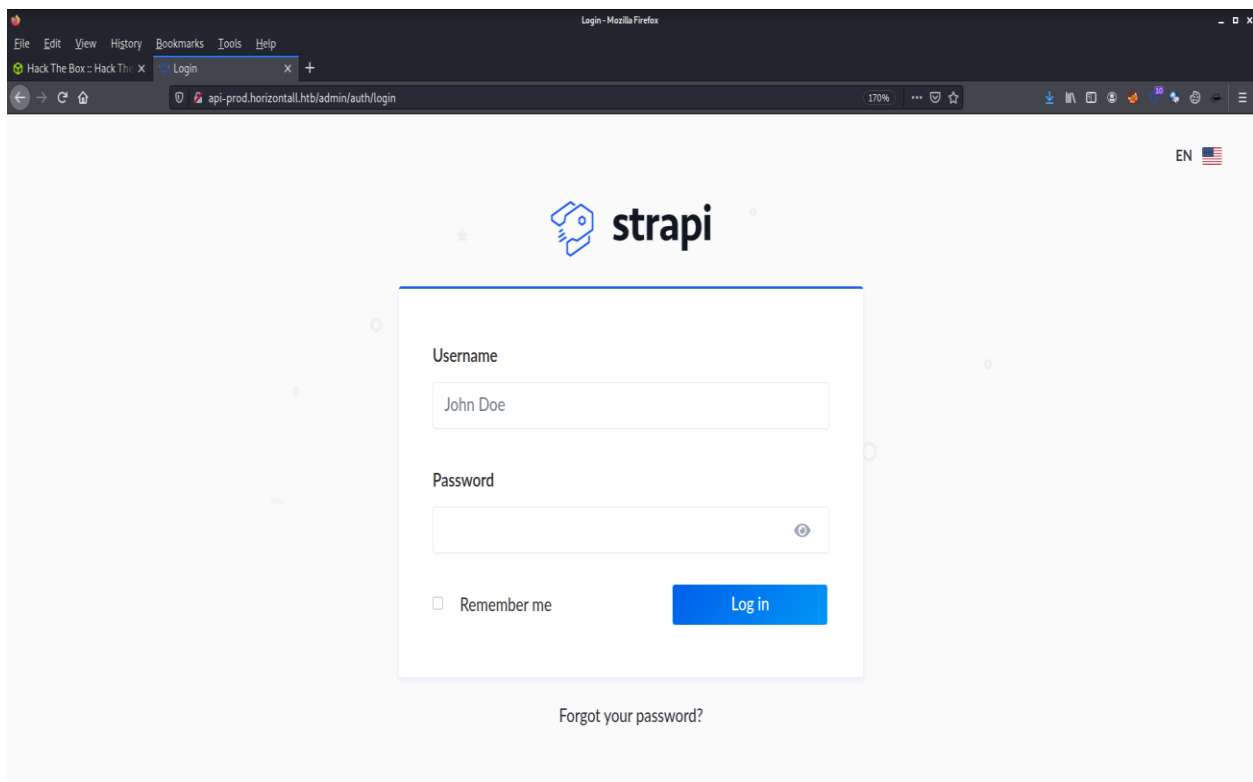 Login - Mozilla Firefox
File Edit View History Bookmarks Tools Help
Hack The Box :: Hack The
Login
api-prod.horizontall.htb/admin/auth/login
170%
10
EN
strapi
Username
John Doe
Password
Remember me
Log in
Forgot your password?